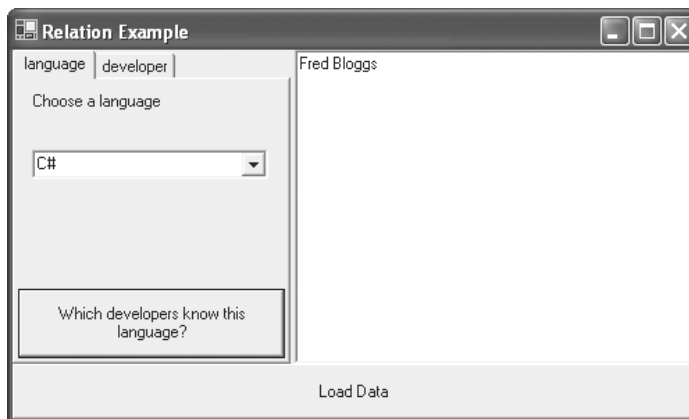 Relation Example
language developer
Choose a language
C#
Which developers know this
language?
Fred Bloggs
Load Data